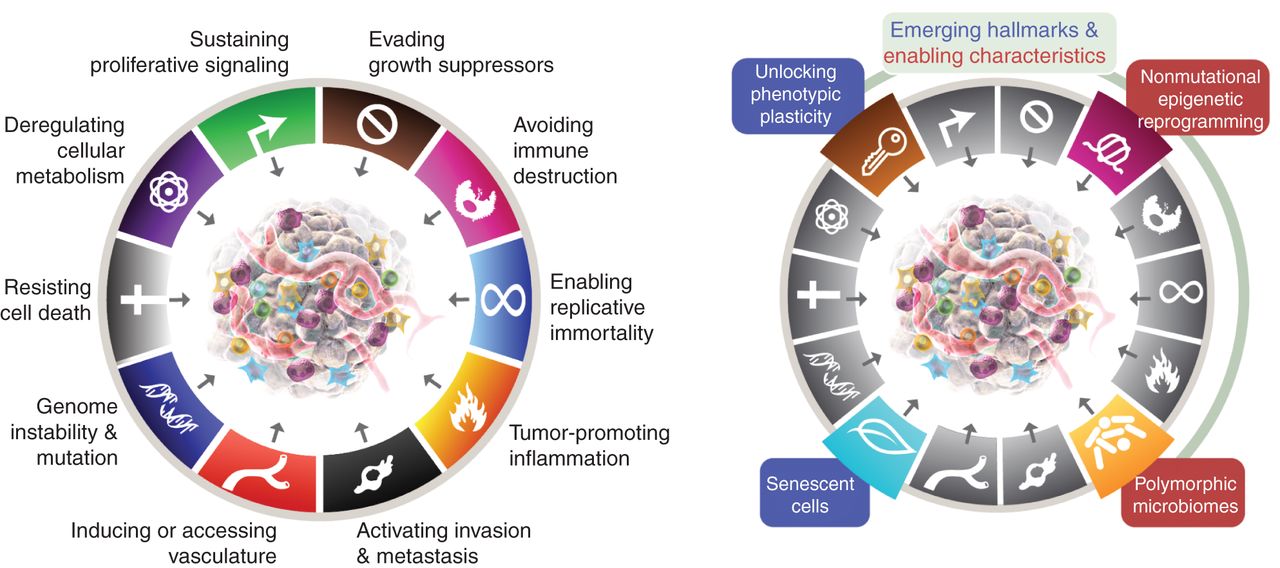 Sustaining
proliferative signaling
Evading
growth suppressors
Deregulating
cellular
metabolism
Avoiding
immune
destruction
Resisting
cell death
Enabling
replicative
immortality
Genome
instability &
mutation
Tumor-promoting
inflammation
Inducing or accessing
vasculature
Activating invasion
& metastasis
Emerging hallmarks &
enabling characteristics
Unlocking
phenotypic
plasticity
Nonmutational
epigenetic
reprogramming
Senescent
cells
Polymorphic
microbiomes